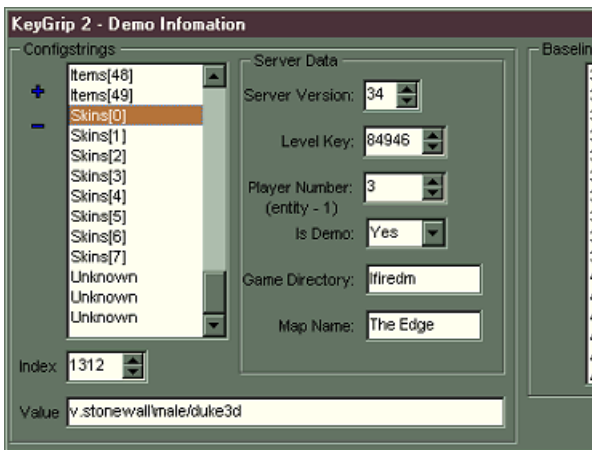 KeyGrip 2 - Demo Infomation
Configstrings
Items[48]
Items[49]
Skins[0]
Skins[1]
Skins[2]
Skins[3]
Skins[4]
Skins[5]
Skins[6]
Skins[7]
Unknown
Unknown
Unknown
Index 1312
Value v.stonewall\male/duke3d
Server Data
Server Version: 34
Level Key: 84946
Player Number: 3
(entity - 1)
Is Demo: Yes
Game Directory: lfiredm
Map Name: The Edge